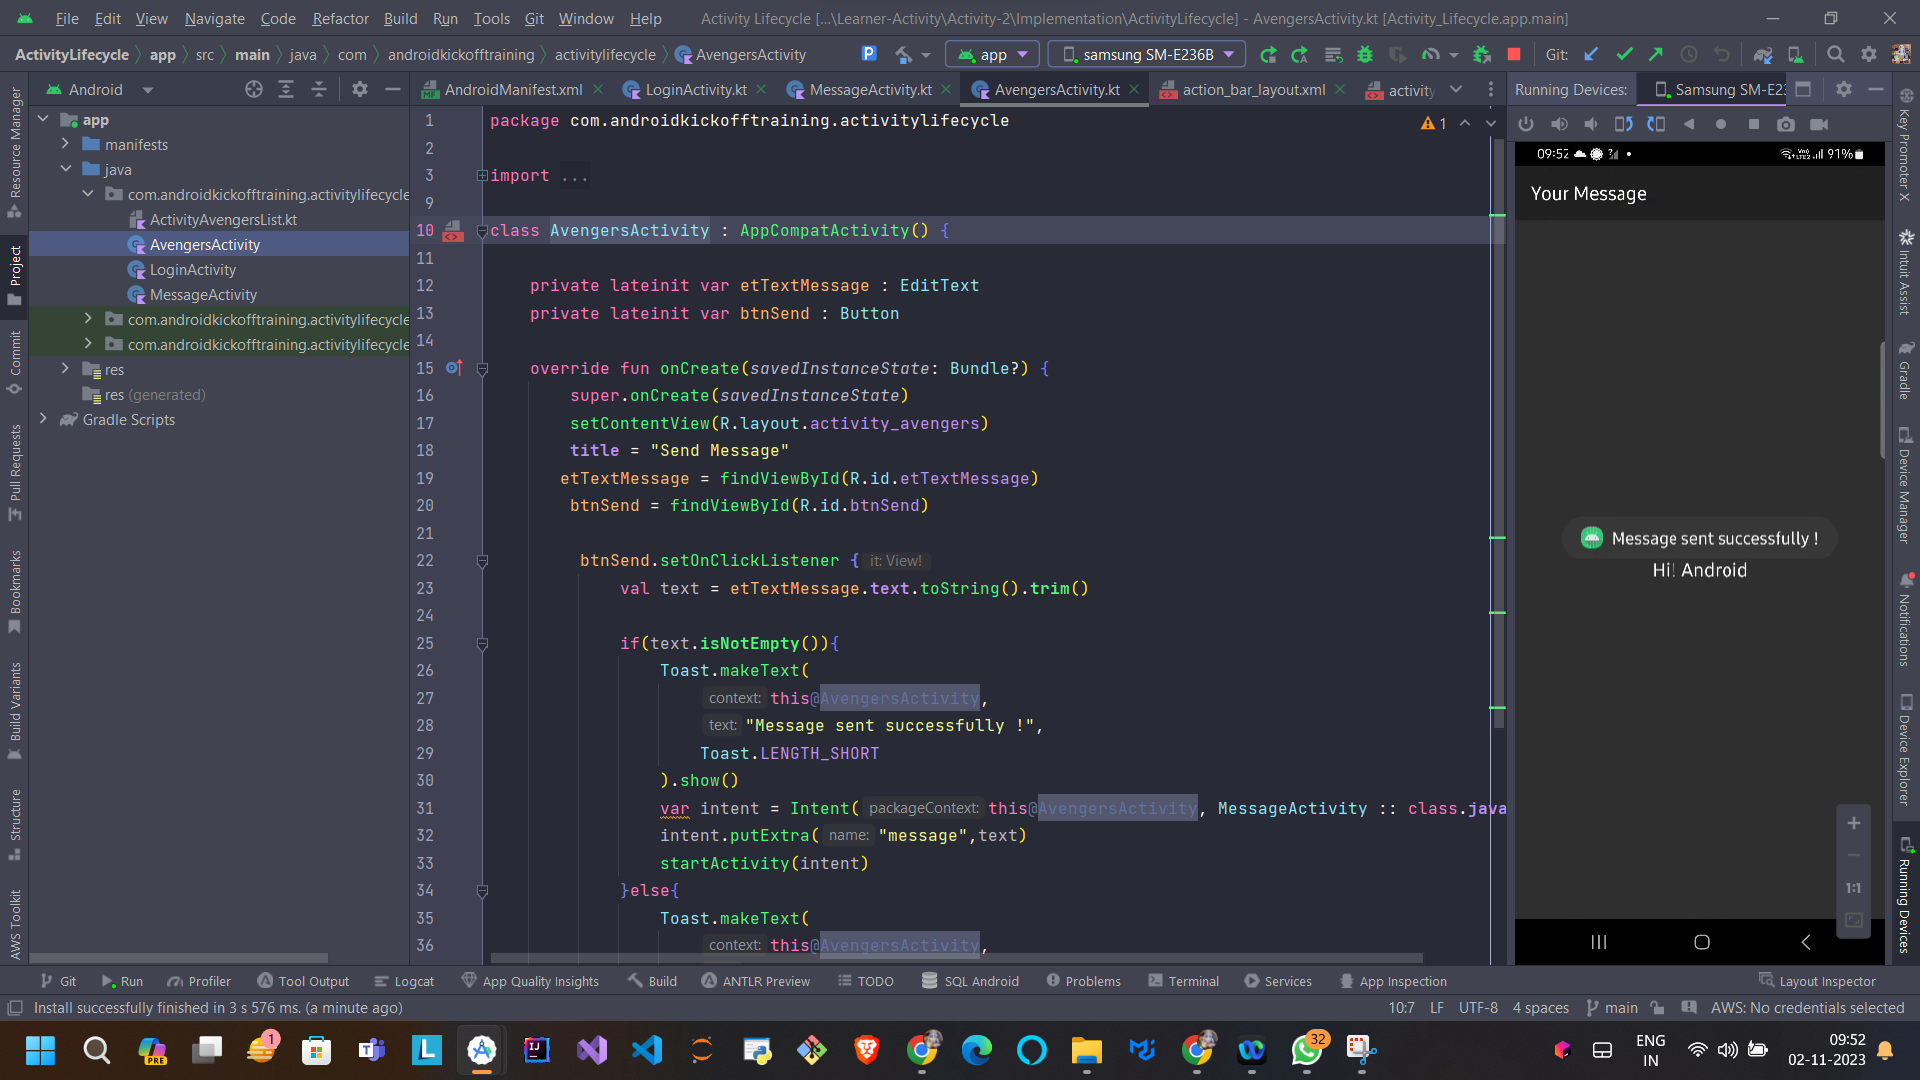 File Edit View Navigate Code Refactor Build Run Tools Git Window Help Activity Lifecycle [...\Learner-Activity\Activity-2\Implementation\ActivityLifecycle] - AvengersActivity.kt [Activity_Lifecycle.app.main]
ActivityLifecycle app src main java com androidkickofftraining activitylifecycle AvengersActivity app samsung SM-E236B Git:
Android AndroidManifest.xml LoginActivity.kt MessageActivity.kt AvengersActivity.kt action_bar_layout.xml activity Running Devices: Samsung SM-E23
Resource Manager
Project
Commit
Pull Requests
Bookmarks
Build Variants
Structure
AWS Toolkit
app
manifests
java
com.androidkickofftraining.activitylifecycle
ActivityAvengersList.kt
AvengersActivity
LoginActivity
MessageActivity
com.androidkickofftraining.activitylifecycle
com.androidkickofftraining.activitylifecycle
res
res (generated)
Gradle Scripts
1 package com.androidkickofftraining.activitylifecycle
1
2
3 import ...
9
10 class AvengersActivity : AppCompatActivity() {
11
12 private lateinit var etTextMessage : EditText
13 private lateinit var btnSend : Button
14
15 override fun onCreate(savedInstanceState: Bundle?) {
16 super.onCreate(savedInstanceState)
17 setContentView(R.layout.activity_avengers)
18 title = "Send Message"
19 etTextMessage = findViewById(R.id.etTextMessage)
20 btnSend = findViewById(R.id.btnSend)
21
22 btnSend.setOnClickListener { it: View!
23 val text = etTextMessage.text.toString().trim()
24
25 if(text.isNotEmpty()){
26 Toast.makeText(
27 context: this@AvengersActivity,
28 text: "Message sent successfully !",
29 Toast.LENGTH_SHORT
30 ).show()
31 var intent = Intent( packageContext: this@AvengersActivity, MessageActivity :: class.java
32 intent.putExtra( name: "message",text)
33 startActivity(intent)
34 }else{
35 Toast.makeText(
36 context: this@AvengersActivity,
09:52 91%
Your Message
Message sent successfully !
Hi! Android
1:1
Key Promoter X
Intuit Assist
Gradle
Device Manager
Notifications
Device Explorer
Running Devices
Git Run Profiler Tool Output Logcat App Quality Insights Build ANTLR Preview TODO SQL Android Problems Terminal Services App Inspection Layout Inspector
Install successfully finished in 3 s 576 ms. (a minute ago) 10:7 LF UTF-8 4 spaces main AWS: No credentials selected
PRE 1 L 32 ENG 09:52
IN 02-11-2023